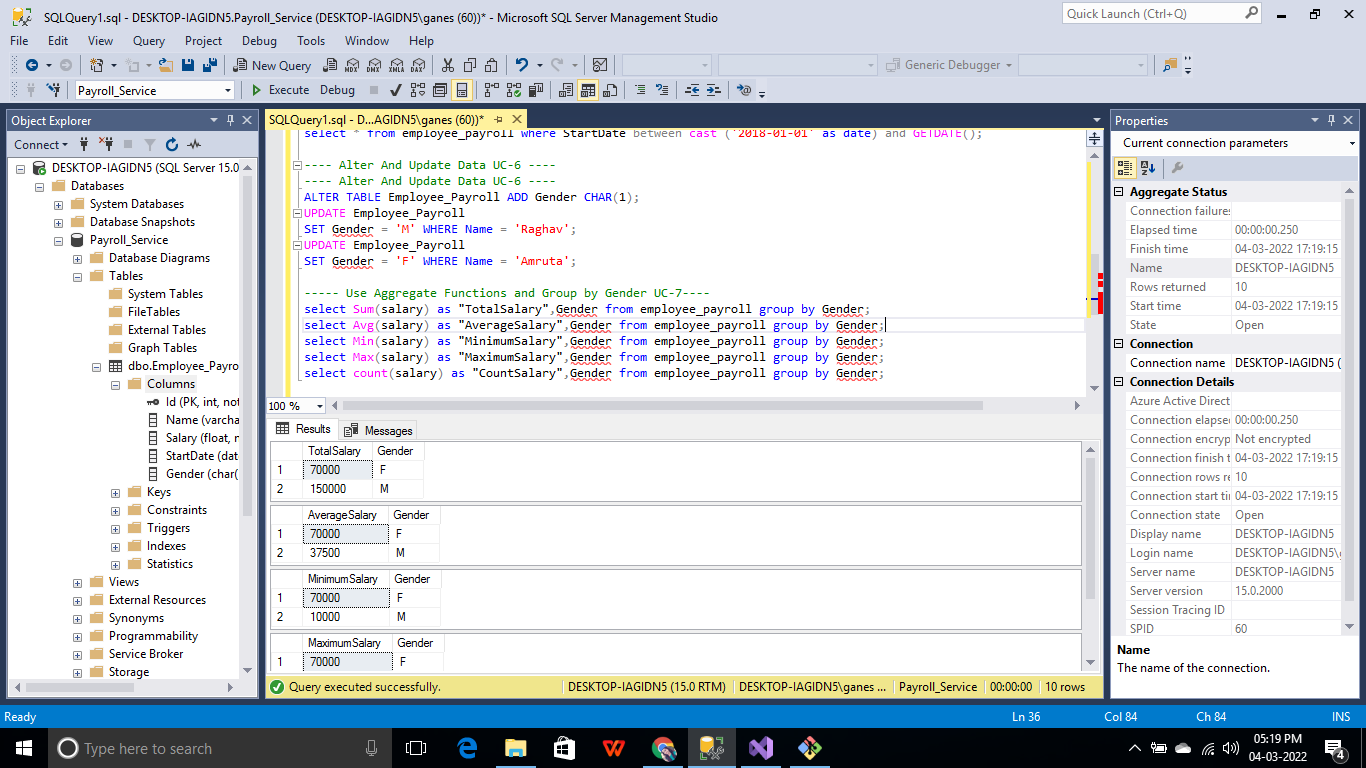 SQLQuery1.sql - DESKTOP-IAGIDN5.Payroll_Service (DESKTOP-IAGIDN5\ganes (60))* - Microsoft SQL Server Management Studio
Quick Launch (Ctrl+Q)
File Edit View Query Project Debug Tools Window Help
New Query MDX DMX XMLA DAX Generic Debugger
Payroll_Service Execute Debug
Object Explorer
Connect
DESKTOP-IAGIDN5 (SQL Server 15.0
Databases
System Databases
Database Snapshots
Payroll_Service
Database Diagrams
Tables
System Tables
FileTables
External Tables
Graph Tables
dbo.Employee_Payro
Columns
Id (PK, int, not
Name (varcha
Salary (float, n
StartDate (dat
Gender (char(
Keys
Constraints
Triggers
Indexes
Statistics
Views
External Resources
Synonyms
Programmability
Service Broker
Storage
SQLQuery1.sql - D...AGIDN5\ganes (60))*
select * from employee_payroll where StartDate between cast ('2018-01-01' as date) and GETDATE();
---- Alter And Update Data UC-6 ----
---- Alter And Update Data UC-6 ----
ALTER TABLE Employee_Payroll ADD Gender CHAR(1);
UPDATE Employee_Payroll
SET Gender = 'M' WHERE Name = 'Raghav';
UPDATE Employee_Payroll
SET Gender = 'F' WHERE Name = 'Amruta';
----- Use Aggregate Functions and Group by Gender UC-7----
select Sum(salary) as "TotalSalary",Gender from employee_payroll group by Gender;
select Avg(salary) as "AverageSalary",Gender from employee_payroll group by Gender;
select Min(salary) as "MinimumSalary",Gender from employee_payroll group by Gender;
select Max(salary) as "MaximumSalary",Gender from employee_payroll group by Gender;
select count(salary) as "CountSalary",Gender from employee_payroll group by Gender;
100 %
Results Messages
TotalSalary Gender
1 70000 F
2 150000 M
AverageSalary Gender
1 70000 F
2 37500 M
MinimumSalary Gender
1 70000 F
2 10000 M
MaximumSalary Gender
1 70000 F
Query executed successfully. DESKTOP-IAGIDN5 (15.0 RTM) DESKTOP-IAGIDN5\ganes ... Payroll_Service 00:00:00 10 rows
Properties
Current connection parameters
Aggregate Status
Connection failures
Elapsed time 00:00:00.250
Finish time 04-03-2022 17:19:15
Name DESKTOP-IAGIDN5
Rows returned 10
Start time 04-03-2022 17:19:15
State Open
Connection
Connection name DESKTOP-IAGIDN5 (
Connection Details
Azure Active Direct
Connection elapse 00:00:00.250
Connection encryp Not encrypted
Connection finish t 04-03-2022 17:19:15
Connection rows re 10
Connection start ti 04-03-2022 17:19:15
Connection state Open
Display name DESKTOP-IAGIDN5
Login name DESKTOP-IAGIDN5\
Server name DESKTOP-IAGIDN5
Server version 15.0.2000
Session Tracing ID
SPID 60
Name
The name of the connection.
Ready Ln 36 Col 84 Ch 84 INS
Type here to search
05:19 PM
04-03-2022
4